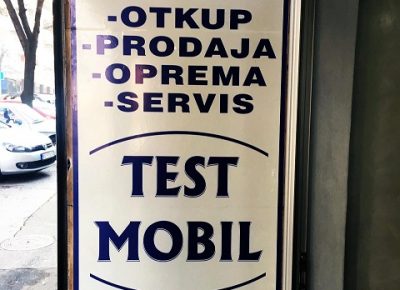 -OTKUP
-PRODAJA
-OPREMA
-SERVIS
TEST
MOBIL